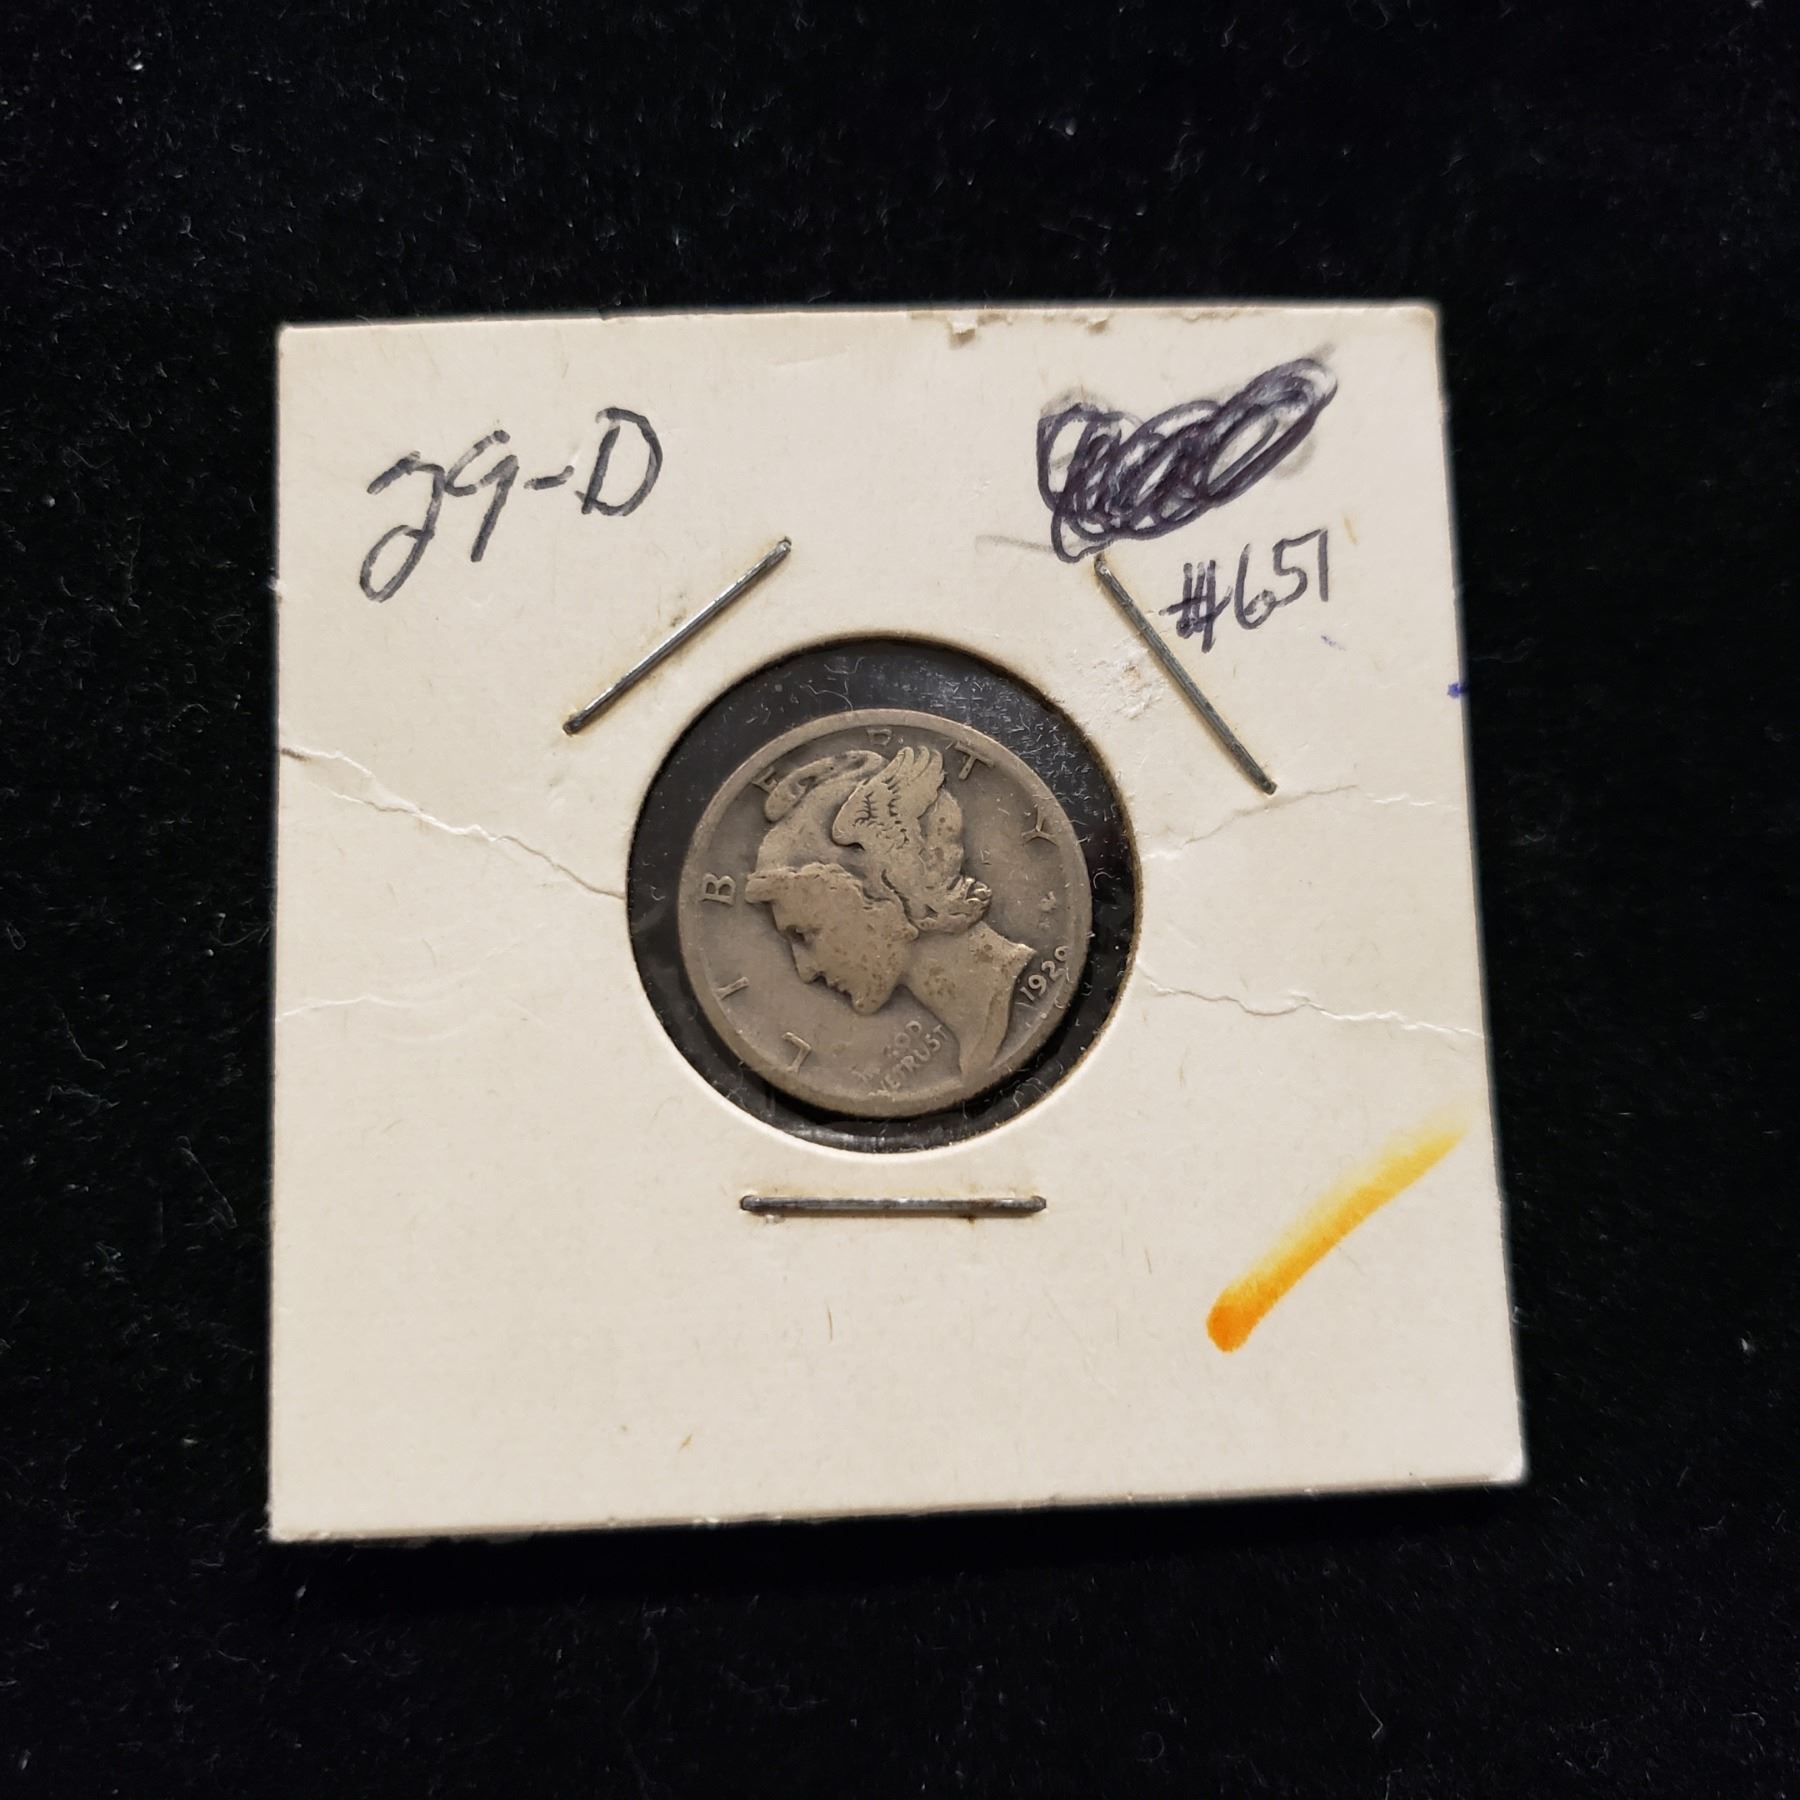 29-D
#651
LIBERTY
IN GOD
WE TRUST
1929